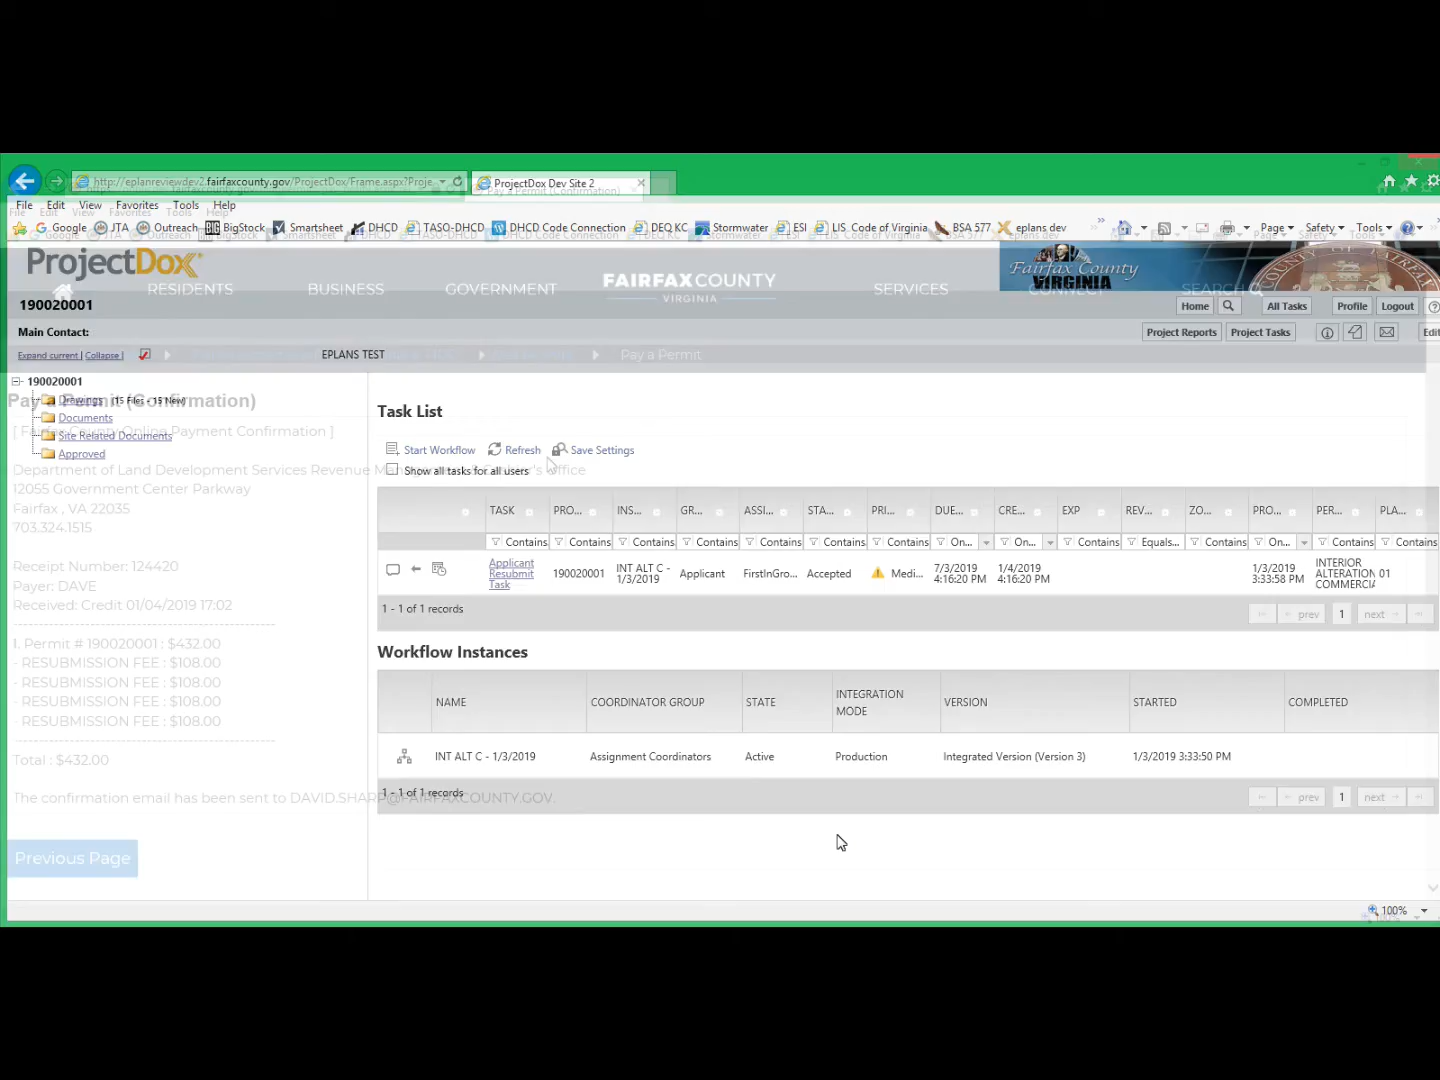 http://eplanreviewdev2.fairfaxcounty.gov/ProjectDox/Frame.aspx?Proje...
ProjectDox Dev Site 2
Pay a Permit (Confirmation)
File Edit View Favorites Tools Help
Google JTA Outreach BigStock Smartsheet DHCD TASO-DHCD DHCD Code Connection DEQ KC Stormwater ESI LIS Code of Virginia BSA 577 eplans dev Page Safety Tools
ProjectDox
Fairfax County
VIRGINIA
RESIDENTS BUSINESS GOVERNMENT FAIRFAX COUNTY SERVICES CONNECT SEARCH
VIRGINIA
190020001
Home All Tasks Profile Logout
Main Contact:
Project Reports Project Tasks Edi
Expand current | Collapse | EPLANS TEST
Pay a Permit
190020001
Drawings (15 Files - 15 New)
Documents
Site Related Documents
Approved
Pay a Permit (Confirmation)
[ Fairfax County Online Payment Confirmation ]
Department of Land Development Services Revenue Management & Cashier's Office
12055 Government Center Parkway
Fairfax , VA 22035
703.324.1515
Receipt Number: 124420
Payer: DAVE
Received: Credit 01/04/2019 17:02
1. Permit # 190020001 : $432.00
- RESUBMISSION FEE : $108.00
- RESUBMISSION FEE : $108.00
- RESUBMISSION FEE : $108.00
- RESUBMISSION FEE : $108.00
Total : $432.00
The confirmation email has been sent to DAVID.SHARP@FAIRFAXCOUNTY.GOV.
Previous Page
Task List
Start Workflow Refresh Save Settings
Show all tasks for all users
TASK PRO... INS... GR... ASSI... STA... PRI... DUE... CRE... EXP REV... ZO... PRO... PER... PLA...
Contains Contains Contains Contains Contains Contains Contains On... On... Contains Equals... Contains On... Contains Contains
Applicant Resubmit Task 190020001 INT ALT C - 1/3/2019 Applicant FirstInGro... Accepted Medi... 7/3/2019 4:16:20 PM 1/4/2019 4:16:20 PM 1/3/2019 3:33:58 PM INTERIOR ALTERATION COMMERCIA 01
1 - 1 of 1 records
prev 1 next
Workflow Instances
NAME COORDINATOR GROUP STATE INTEGRATION MODE VERSION STARTED COMPLETED
INT ALT C - 1/3/2019 Assignment Coordinators Active Production Integrated Version (Version 3) 1/3/2019 3:33:50 PM
1 - 1 of 1 records
prev 1 next
100%